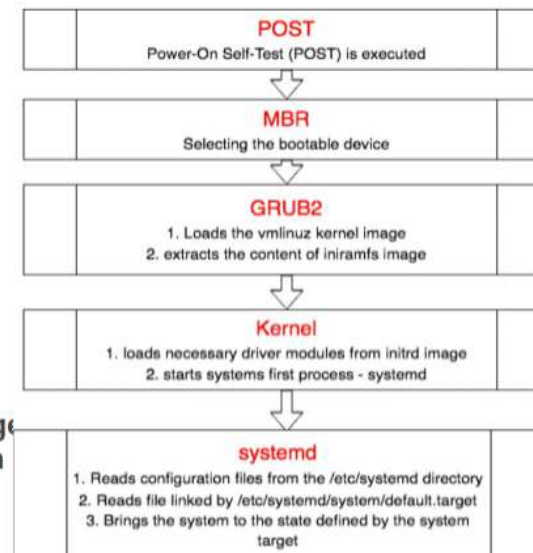 POST
Power-On Self-Test (POST) is executed
MBR
Selecting the bootable device
GRUB2
1. Loads the vmlinuz kernel image
2. extracts the content of iniramfs image
Kernel
1. loads necessary driver modules from initrd image
2. starts systems first process - systemd
systemd
1. Reads configuration files from the /etc/systemd directory
2. Reads file linked by /etc/systemd/system/default.target
3. Brings the system to the state defined by the system
target